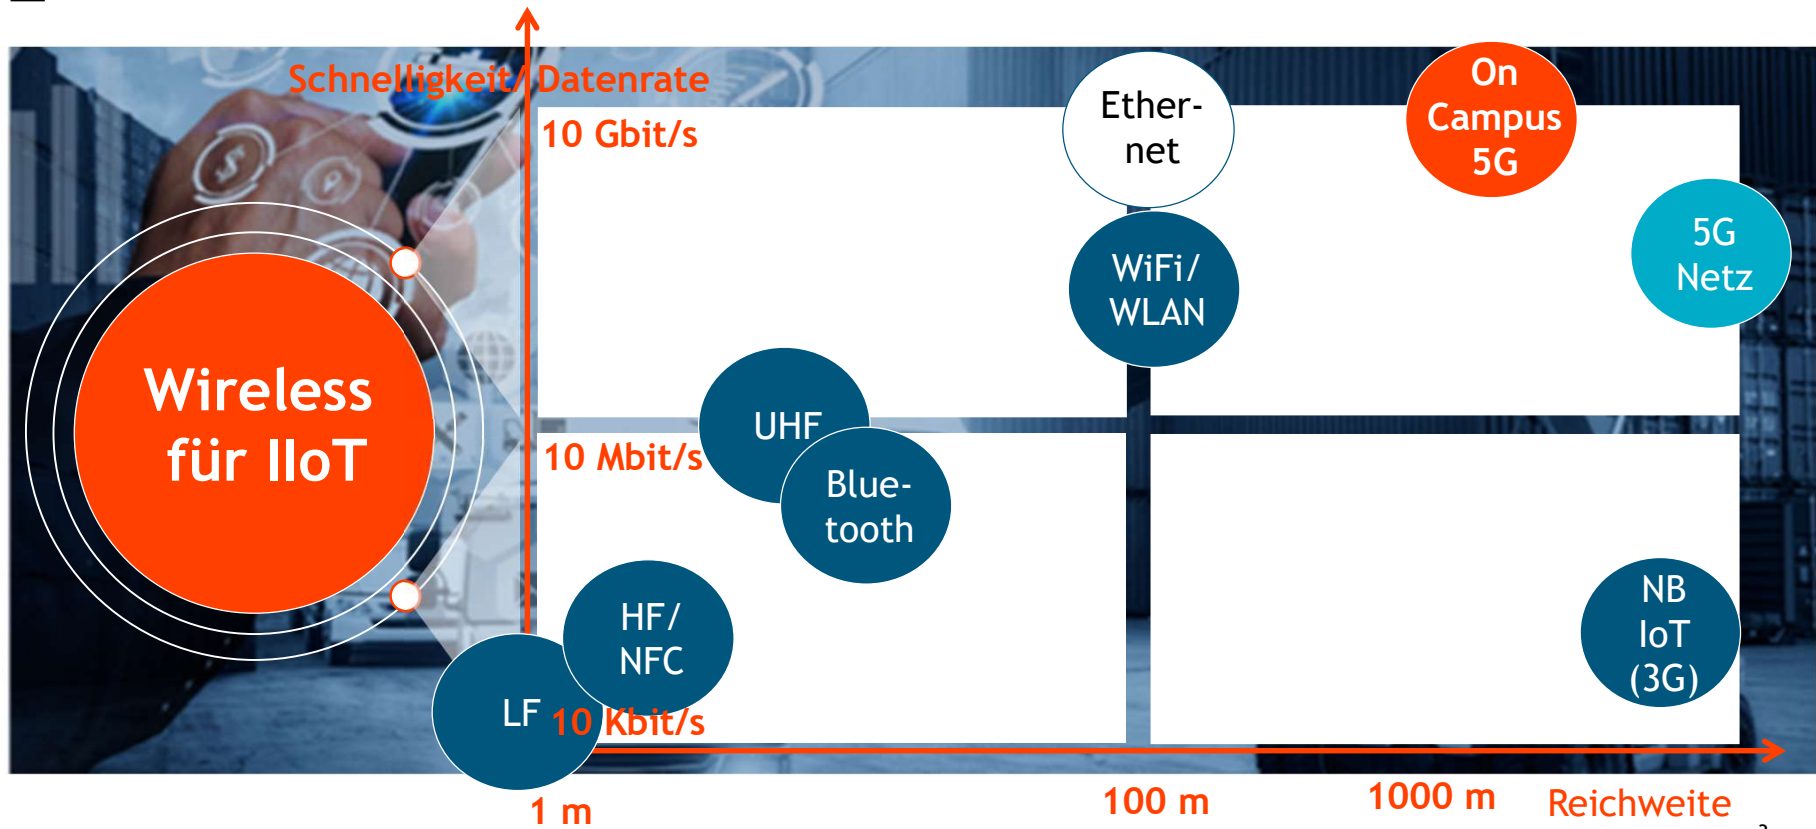 Schnelligkeit/ Datenrate
10 Gbit/s
Ether-
net
On
Campus
5G
5G
Netz
WiFi/
WLAN
Wireless
für IIoT
UHF
10 Mbit/s
Blue-
tooth
HF/
NFC
NB
IoT
(3G)
LF
10 Kbit/s
1 m
100 m
1000 m
Reichweite